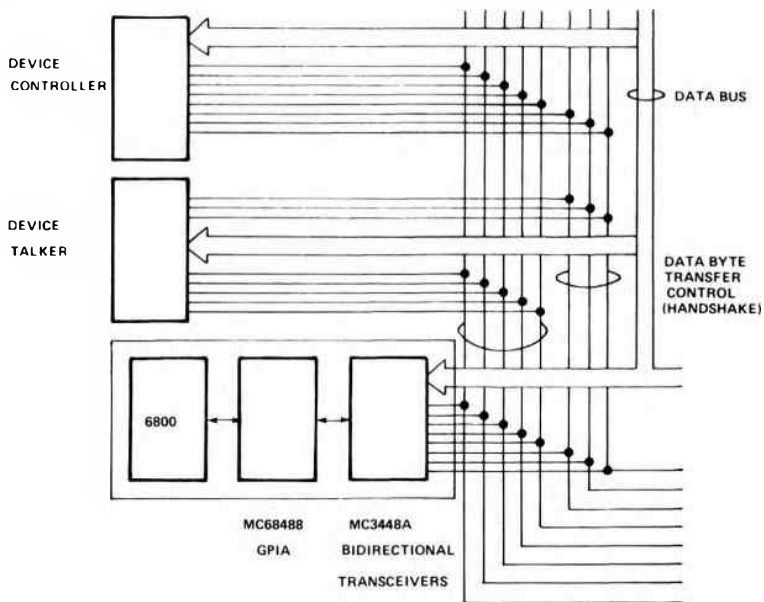 DEVICE
CONTROLLER
DATA BUS
DEVICE
TALKER
DATA BYTE
TRANSFER
CONTROL
(HANDSHAKE)
6800
MC68488
GPIA
MC3448A
BIDIRECTIONAL
TRANSCEIVERS